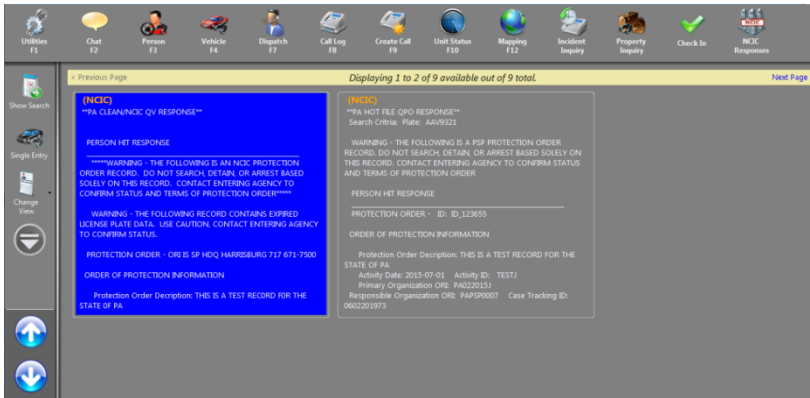 Utilities
F1
Chat
F2
Person
F3
Vehicle
F4
Dispatch
F7
Call Log
F8
Create Call
F9
Unit Status
F10
Mapping
F12
Incident
Inquiry
Property
Inquiry
Check In
NCIC
NCIC
Responses
Show Search
Single Entry
Change
View
< Previous Page
Displaying 1 to 2 of 9 available out of 9 total.
Next Page
(NCIC)
**PA CLEAN/NCIC QV RESPONSE**
PERSON HIT RESPONSE
*****WARNING - THE FOLLOWING IS AN NCIC PROTECTION
ORDER RECORD. DO NOT SEARCH, DETAIN, OR ARREST BASED
SOLELY ON THIS RECORD. CONTACT ENTERING AGENCY TO
CONFIRM STATUS AND TERMS OF PROTECTION ORDER*****
WARNING - THE FOLLOWING RECORD CONTAINS EXPIRED
LICENSE PLATE DATA. USE CAUTION, CONTACT ENTERING AGENCY
TO CONFIRM STATUS.
PROTECTION ORDER - ORI IS SP HDQ HARRISBURG 717 671-7500
ORDER OF PROTECTION INFORMATION
Protection Order Decription: THIS IS A TEST RECORD FOR THE
STATE OF PA
(NCIC)
**PA HOT FILE QPO RESPONSE**
Search Critria: Plate: AAV9321
WARNING - THE FOLLOWING IS A PSP PROTECTION ORDER
RECORD. DO NOT SEARCH, DETAIN, OR ARREST BASED SOLELY ON
THIS RECORD. CONTACT ENTERING AGENCY TO CONFIRM STATUS
AND TERMS OF PROTECTION ORDER
PERSON HIT RESPONSE
PROTECTION ORDER - ID: ID_123655
ORDER OF PROTECTION INFORMATION
Protection Order Decription: THIS IS A TEST RECORD FOR THE
STATE OF PA
Activity Date: 2015-07-01 Activity ID: TESTJ
Primary Organization ORI: PA022015J
Responsible Organization ORI: PAPSP0007 Case Tracking ID:
0602201973